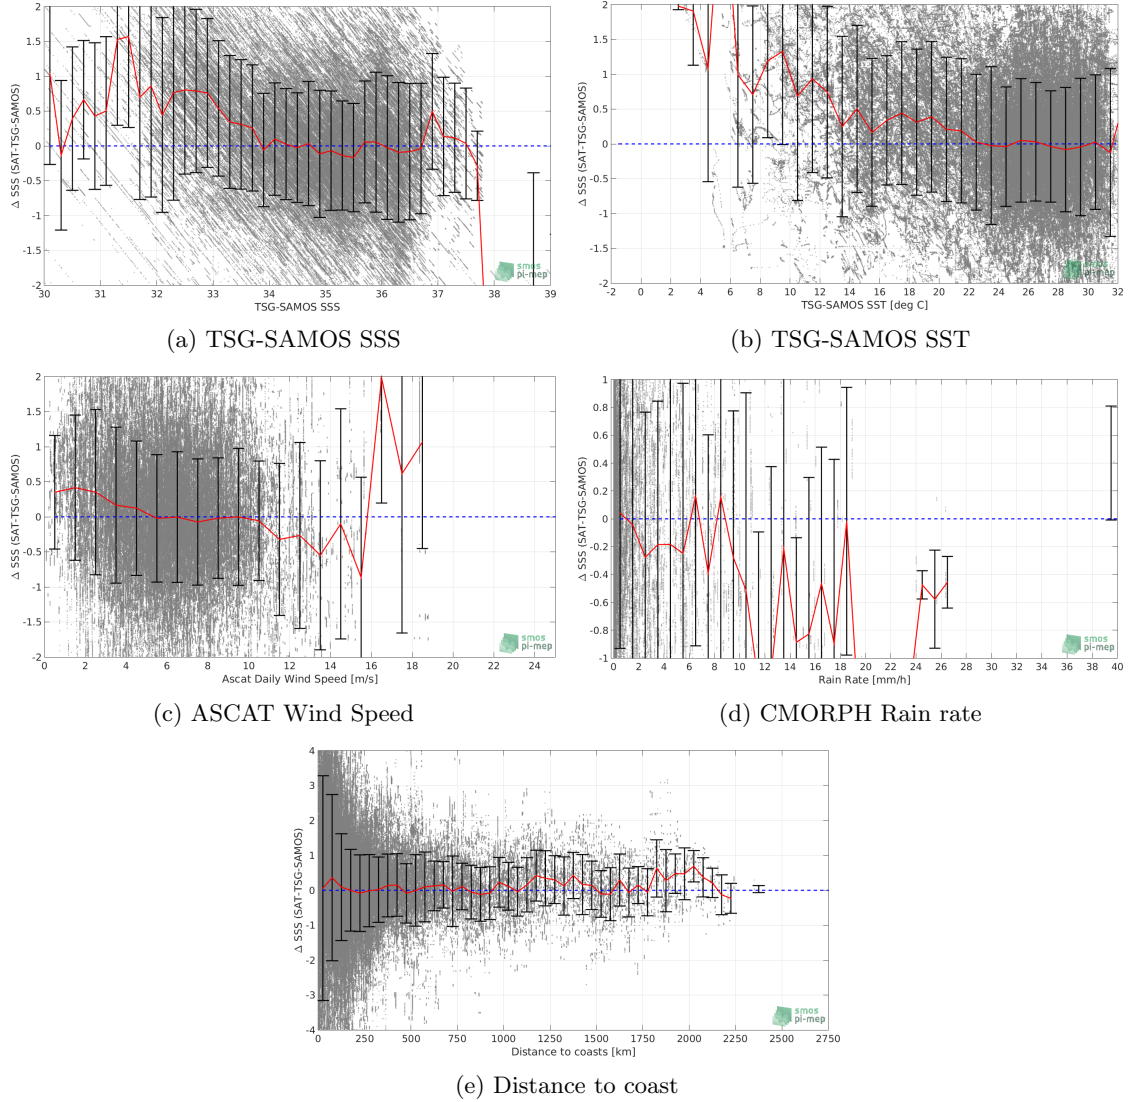 2
1.5
1
0.5
0
-0.5
-1
-1.5
-2
Δ SSS (SAT-TSG-SAMOS)
30 31 32 33 34 35 36 37 38 39
TSG-SAMOS SSS
smos
pi-mep
(a) TSG-SAMOS SSS
2
1.5
1
0.5
0
-0.5
-1
-1.5
-2
Δ SSS (SAT-TSG-SAMOS)
-2 0 2 4 6 8 10 12 14 16 18 20 22 24 26 28 30 32
TSG-SAMOS SST [deg C]
smos
pi-mep
(b) TSG-SAMOS SST
2
1.5
1
0.5
0
-0.5
-1
-1.5
-2
Δ SSS (SAT-TSG-SAMOS)
0 2 4 6 8 10 12 14 16 18 20 22 24
Ascat Daily Wind Speed [m/s]
smos
pi-mep
(c) ASCAT Wind Speed
1
0.8
0.6
0.4
0.2
0
-0.2
-0.4
-0.6
-0.8
-1
Δ SSS (SAT-TSG-SAMOS)
0 2 4 6 8 10 12 14 16 18 20 22 24 26 28 30 32 34 36 38 40
Rain Rate [mm/h]
smos
pi-mep
(d) CMORPH Rain rate
4
3
2
1
0
-1
-2
-3
-4
Δ SSS (SAT-TSG-SAMOS)
0 250 500 750 1000 1250 1500 1750 2000 2250 2500 2750
Distance to coasts [km]
smos
pi-mep
(e) Distance to coast